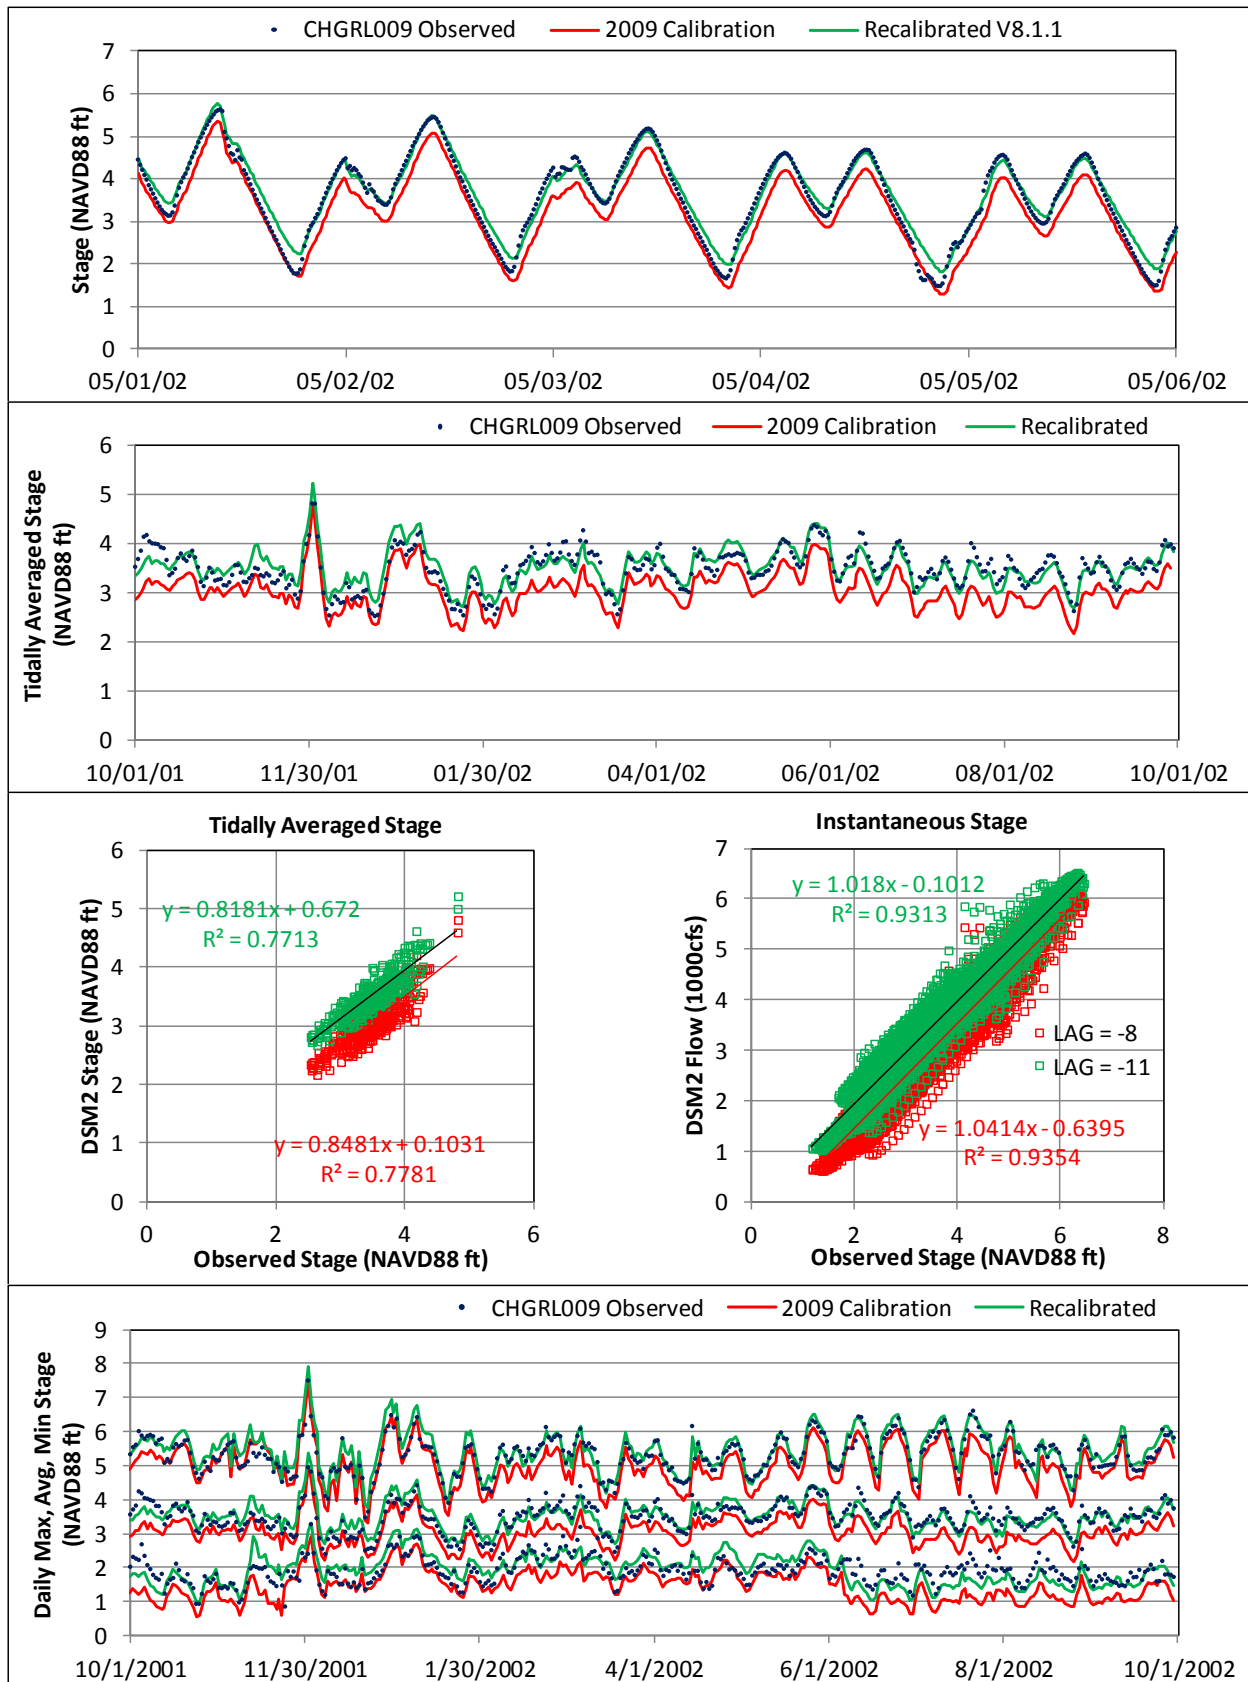 CHGRL009 Observed 2009 Calibration Recalibrated V8.1.1
Stage (NAVD88 ft)
7
6
5
4
3
2
1
0
05/01/02 05/02/02 05/03/02 05/04/02 05/05/02 05/06/02
CHGRL009 Observed 2009 Calibration Recalibrated
Tidally Averaged Stage
(NAVD88 ft)
6
5
4
3
2
1
0
10/01/01 11/30/01 01/30/02 04/01/02 06/01/02 08/01/02 10/01/02
Tidally Averaged Stage
DSM2 Stage (NAVD88 ft)
6
5
4
3
2
1
0
y = 0.8181x + 0.672
R² = 0.7713
y = 0.8481x + 0.1031
R² = 0.7781
0 2 4 6
Observed Stage (NAVD88 ft)
Instantaneous Stage
DSM2 Flow (1000cfs)
7
6
5
4
3
2
1
0
y = 1.018x - 0.1012
R² = 0.9313
LAG = -8
LAG = -11
y = 1.0414x - 0.6395
R² = 0.9354
0 2 4 6 8
Observed Stage (NAVD88 ft)
CHGRL009 Observed 2009 Calibration Recalibrated
Daily Max, Avg, Min Stage
(NAVD88 ft)
9
8
7
6
5
4
3
2
1
0
10/1/2001 11/30/2001 1/30/2002 4/1/2002 6/1/2002 8/1/2002 10/1/2002